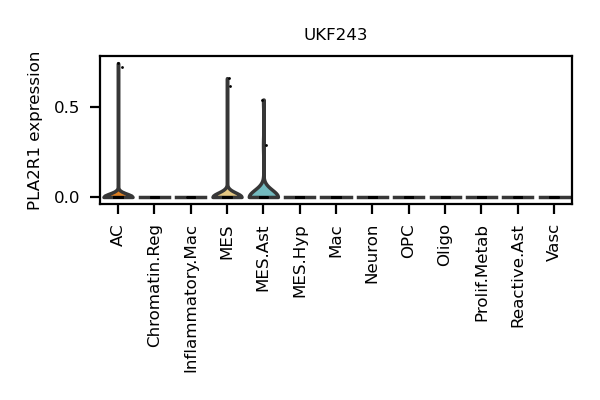 UKF243
PLA2R1 expression
0.5
0.0
AC
Chromatin.Reg
Inflammatory.Mac
MES
MES.Ast
MES.Hyp
Mac
Neuron
OPC
Oligo
Prolif.Metab
Reactive.Ast
Vasc